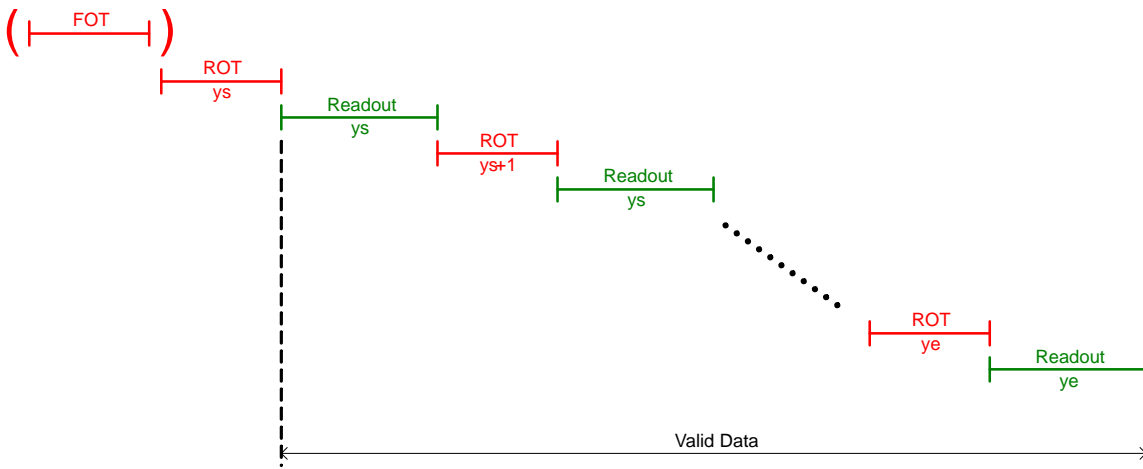 ( FOT )
ROT
ys
Readout
ys
ROT
ys+1
Readout
ys
ROT
ye
Readout
ye
Valid Data